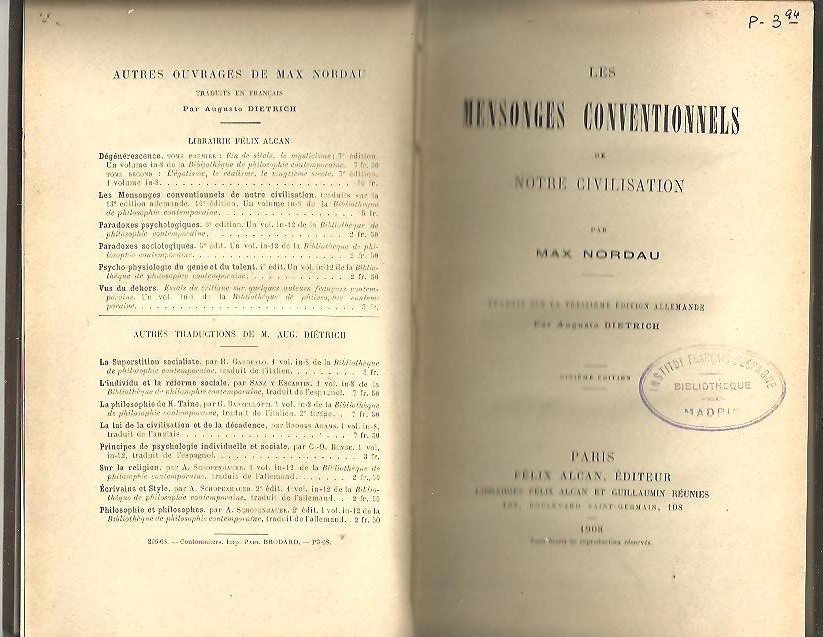 AUTRES OUVRAGES DE MAX NORDAU
TRADUITS EN FRANÇAIS
Par Auguste DIETRICH
LIBRAIRIE FÉLIX ALCAN
Dégénérescence. TOME PREMIER : Fin de siècle, le mysticisme; 7e édition.
Un volume in-8 de la Bibliothèque de philosophie contemporaine. 7 fr. 50
TOME SECOND : L'égotisme, le réalisme, le vingtième siècle. 7e édition.
1 volume in-8. . . . . . . . . . . . . . . . . . . . . 10 fr.
Les Mensonges conventionnels de notre civilisation, traduits sur la
13e édition allemande. 10e édition. Un volume in-8 de la Bibliothèque
de philosophie contemporaine. . . . . . . . . . . . . . . 5 fr.
Paradoxes psychologiques. édition. Un vol. in-12 de la Bibliothèque de
philosophie contemporaine. . . . . . . . . . . . . . . 2 fr. 50
Paradoxes sociologiques. édit. Un vol. in-12 de la Bibliothèque de phi-
losophie contemporaine. . . . . . . . . . . . . . . . 2 fr. 50
Psycho-physiologie du génie et du talent. édit. Un vol. in-12 de la Biblio-
thèque de philosophie contemporaine. . . . . . . . . . . 2 fr. 50
Vus du dehors. Essais de critique sur quelques auteurs français contem-
porains. Un vol. in-8 de la Bibliothèque de philosophie contem-
poraine. . . . . . . . . . . . . . . . . . . . . fr.
AUTRES TRADUCTIONS DE M. AUG. DIETRICH
La Superstition socialiste, par R. GAROFALO. 1 vol. in-8 de la Bibliothèque
de philosophie contemporaine, traduit de l'italien. . . . . . 5 fr.
L'individu et la réforme sociale, par SANZ Y ESCARTIN. 1 vol. in-8 de la
Bibliothèque de philosophie contemporaine, traduit de l'espagnol. 7 fr. 50
La philosophie de H. Taine, par G. BARZELLOTTI. 1 vol. in-8 de la Bibliothèque
de philosophie contemporaine, traduit de l'italien. 2e tirage. . 7 fr. 50
La loi de la civilisation et de la décadence, par BROOKS ADAMS. 1 vol. in-8,
traduit de l'anglais . . . . . . . . . . . . . . . . 7 fr. 50
Principes de psychologie individuelle et sociale, par C.-O. BUNGE. 1 vol.
in-12, traduit de l'espagnol. . . . . . . . . . . . . . . 3 fr.
Sur la religion, par A. SCHOPENHAUER. 1 vol. in-12, de la Bibliothèque de
philosophie contemporaine, traduit de l'allemand. . . . . . 2 fr. 50
Écrivains et Style, par A. SCHOPENHAUER. 2e édit. 1 vol. in-12 de la Biblio-
thèque de philosophie contemporaine, traduit de l'allemand. . 2 fr. 50
Philosophie et philosophes, par A. SCHOPENHAUER. 2e édit. 1 vol. in-12 de la
Bibliothèque de philosophie contemporaine, traduit de l'allemand. 2 fr. 50
296-08. — Coulommiers. Imp. PAUL BRODARD. — P3-08.
P- 3 94
LES
MENSONGES CONVENTIONNELS
DE
NOTRE CIVILISATION
PAR
MAX NORDAU
TRADUIT SUR LA TREIZIÈME ÉDITION ALLEMANDE
Par Auguste DIETRICH
DIXIÈME ÉDITION
INSTITUT FRANÇAIS D'ESPAGNE
BIBLIOTHÈQUE
MADRID
PARIS
FÉLIX ALCAN, ÉDITEUR
LIBRAIRIES FÉLIX ALCAN ET GUILLAUMIN RÉUNIES
108, BOULEVARD SAINT-GERMAIN, 108
1908
Tous droits de reproduction réservés.